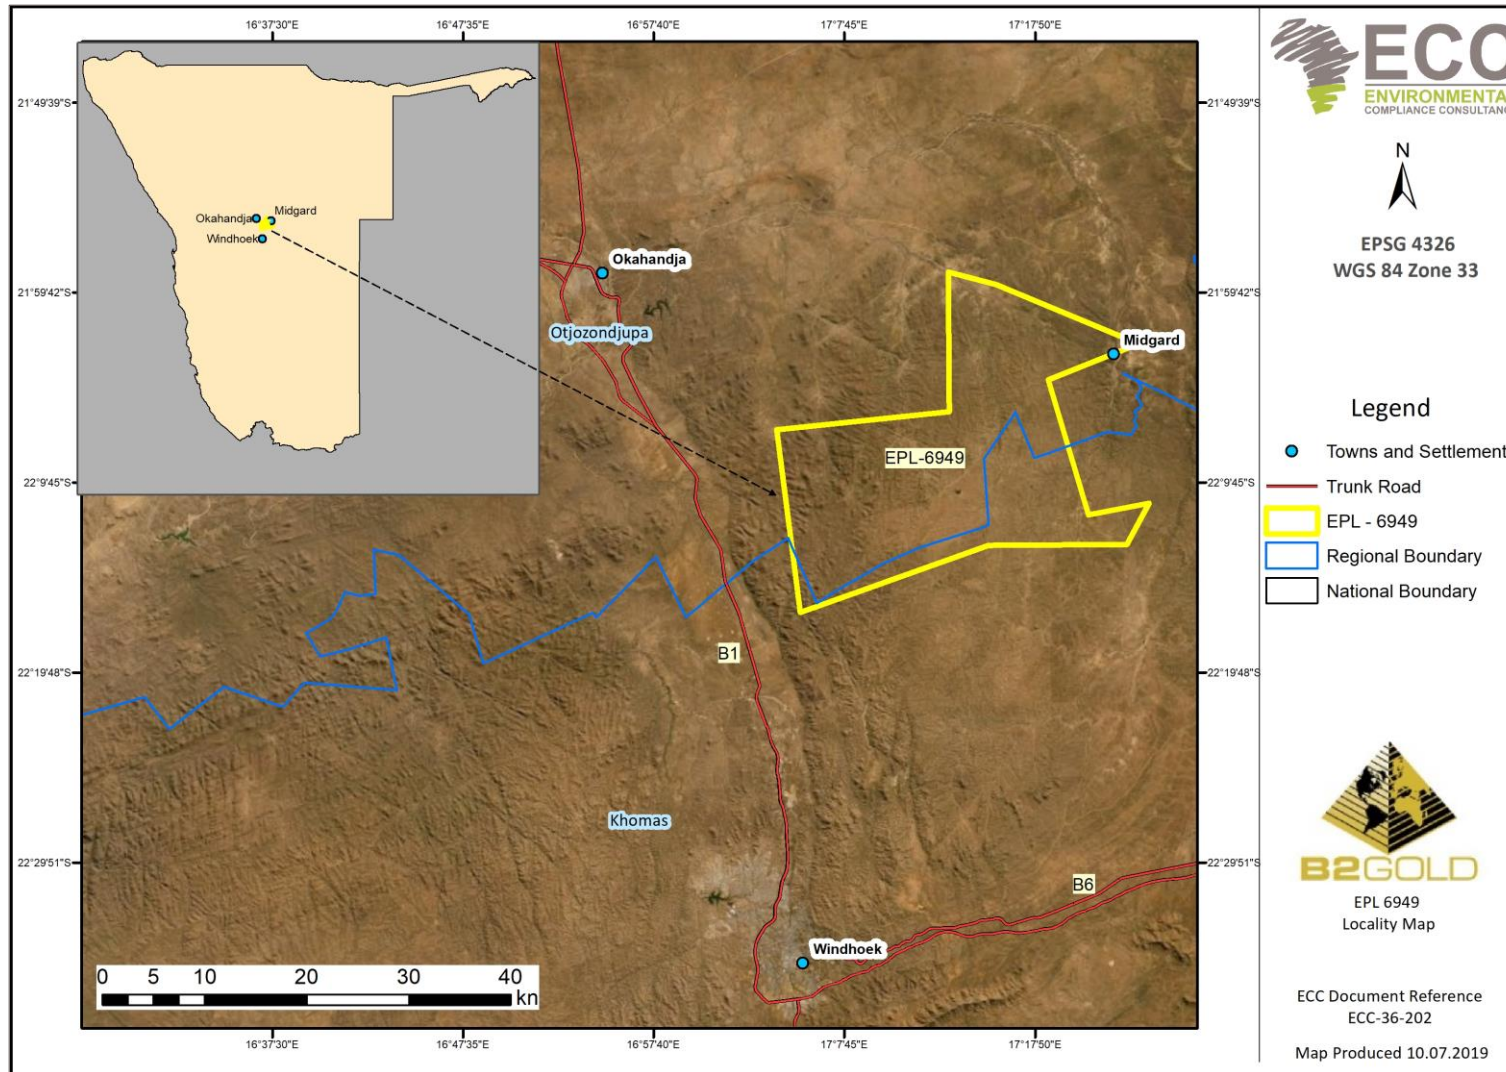 16°37'30"E
16°47'35"E
16°57'40"E
17°7'45"E
17°17'50"E
21°49'39"S
21°59'42"S
22°9'45"S
22°19'48"S
22°29'51"S
Okahandja
Midgard
Windhoek
Okahandja
Otjozondjupa
Midgard
EPL-6949
B1
Khomas
B6
Windhoek
0 5 10 20 30 40
kn
21°49'39"S
21°59'42"S
22°9'45"S
22°19'48"S
22°29'51"S
16°37'30"E
16°47'35"E
16°57'40"E
17°7'45"E
17°17'50"E
ECC
ENVIRONMENTA
COMPLIANCE CONSULTANC
N
EPSG 4326
WGS 84 Zone 33
Legend
Towns and Settlement
Trunk Road
EPL - 6949
Regional Boundary
National Boundary
B2GOLD
EPL 6949
Locality Map
ECC Document Reference
ECC-36-202
Map Produced 10.07.2019